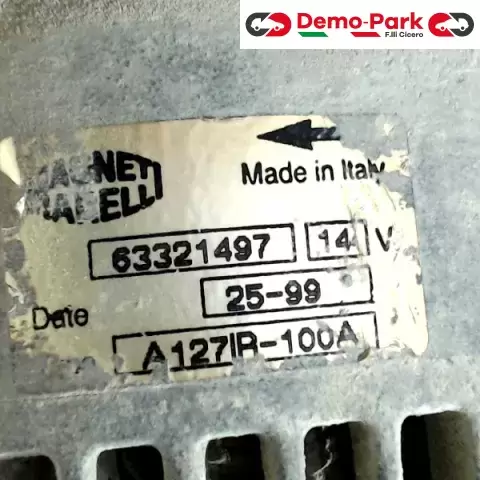 Demo-Park
F.lli Cicero
MAGNETI
MARELLI
Made in Italy
63321497 14 V
Date 25-99
A127IR-100A